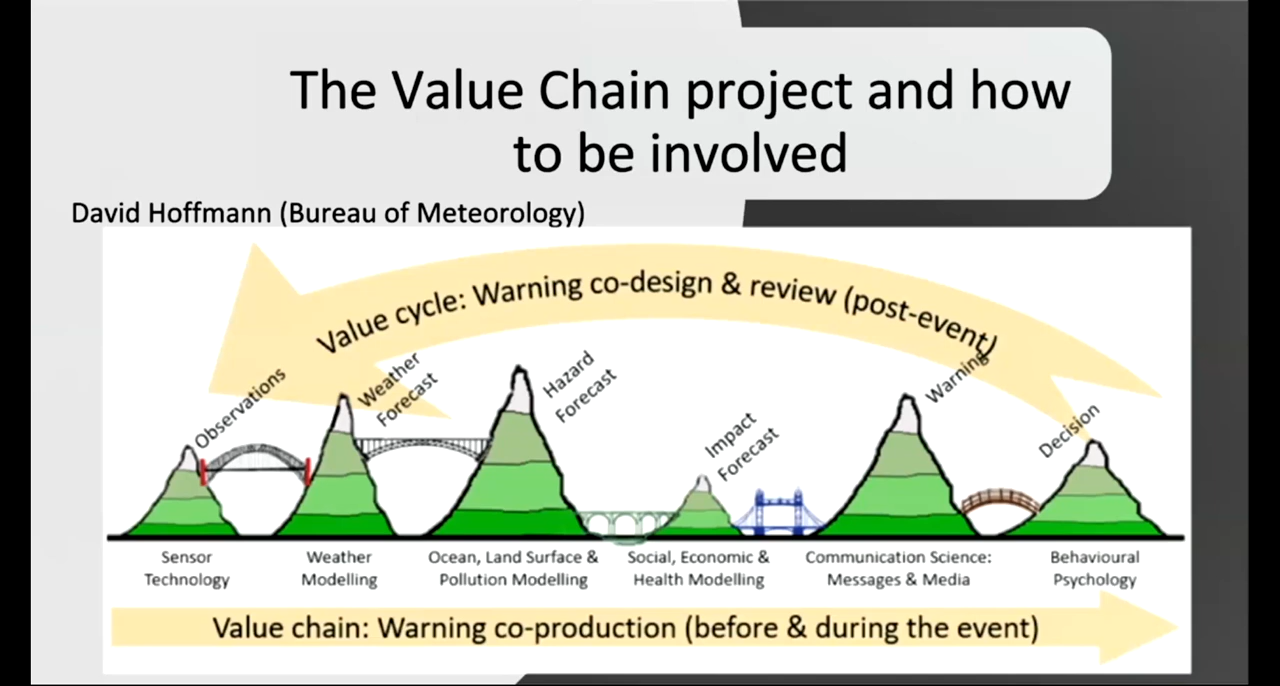 The Value Chain project and how
to be involved
David Hoffmann (Bureau of Meteorology)
Value cycle: Warning co-design & review (post-event)
Observations
Weather
Forecast
Hazard
Forecast
Impact
Forecast
Warning
Decision
Sensor
Technology
Weather
Modelling
Ocean, Land Surface &
Pollution Modelling
Social, Economic &
Health Modelling
Communication Science:
Messages & Media
Behavioural
Psychology
Value chain: Warning co-production (before & during the event)